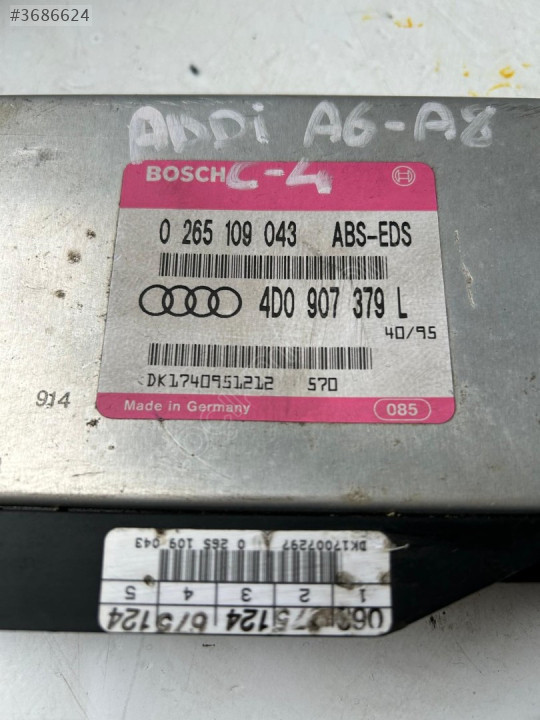 #3686624
AUDi A6-A8
C-4
BOSCH
0 265 109 043 ABS-EDS
4D0 907 379 L
40/95
DK1740951212 570
914
Made in Germany 085
DK17007297 0 265 109 043
1 2 3 4 5
124